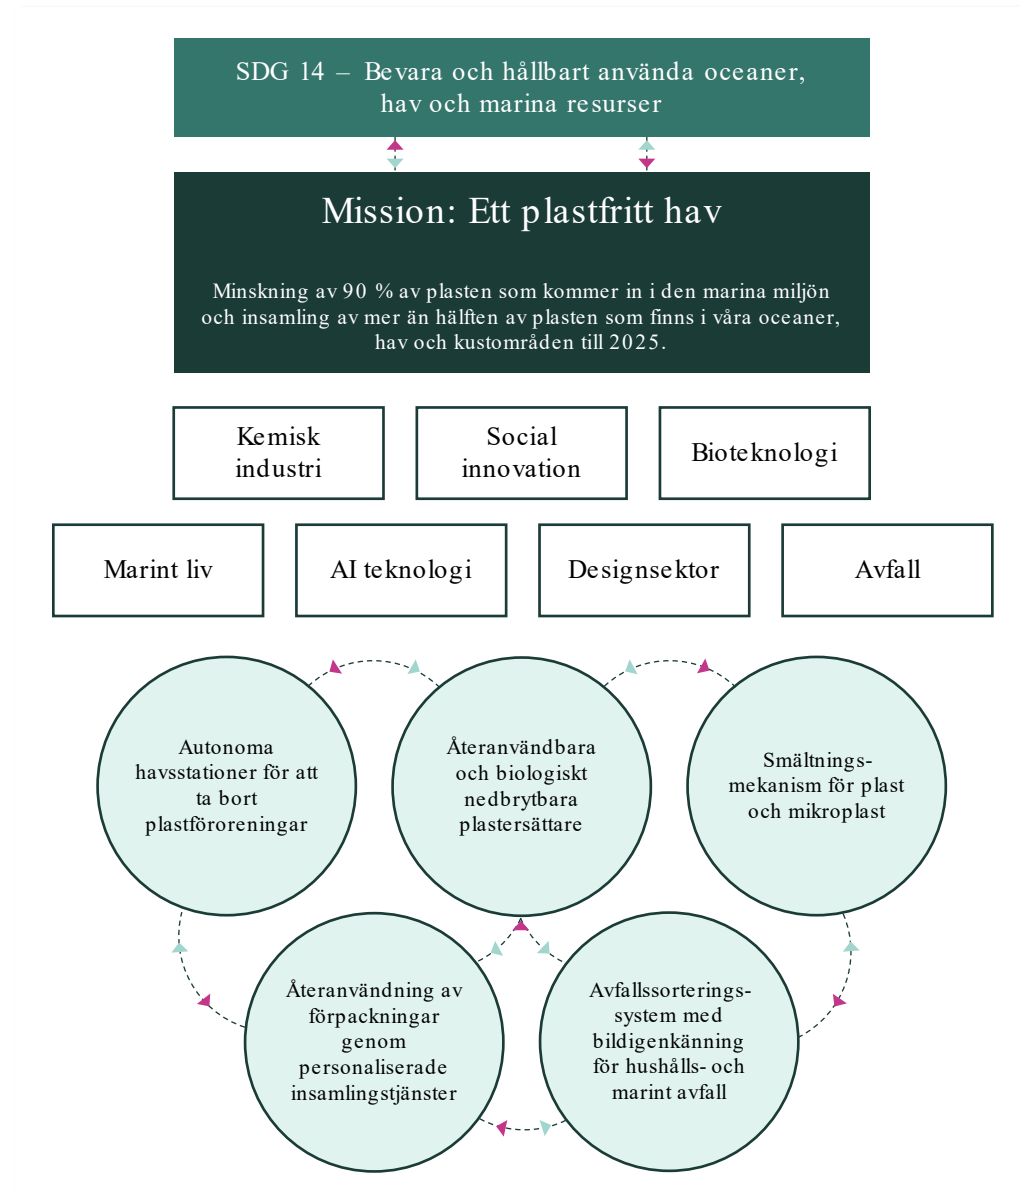 SDG 14 – Bevara och hållbart använda oceaner,
hav och marina resurser
Mission: Ett plastfritt hav
Minskning av 90 % av plasten som kommer in i den marina miljön
och insamling av mer än hälften av plasten som finns i våra oceaner,
hav och kustområden till 2025.
Kemisk
industri
Social
innovation
Bioteknologi
Marint liv
AI teknologi
Designsektor
Avfall
Autonoma
havsstationer för att
ta bort
plastföroreningar
Återanvändbara
och biologiskt
nedbrytbara
plastersättare
Smältnings-
mekanism för plast
och mikroplast
Återanvändning av
förpackningar
genom
personaliserade
insamlingstjänster
Avfallssorterings-
system med
bildigenkänning
för hushålls- och
marint avfall